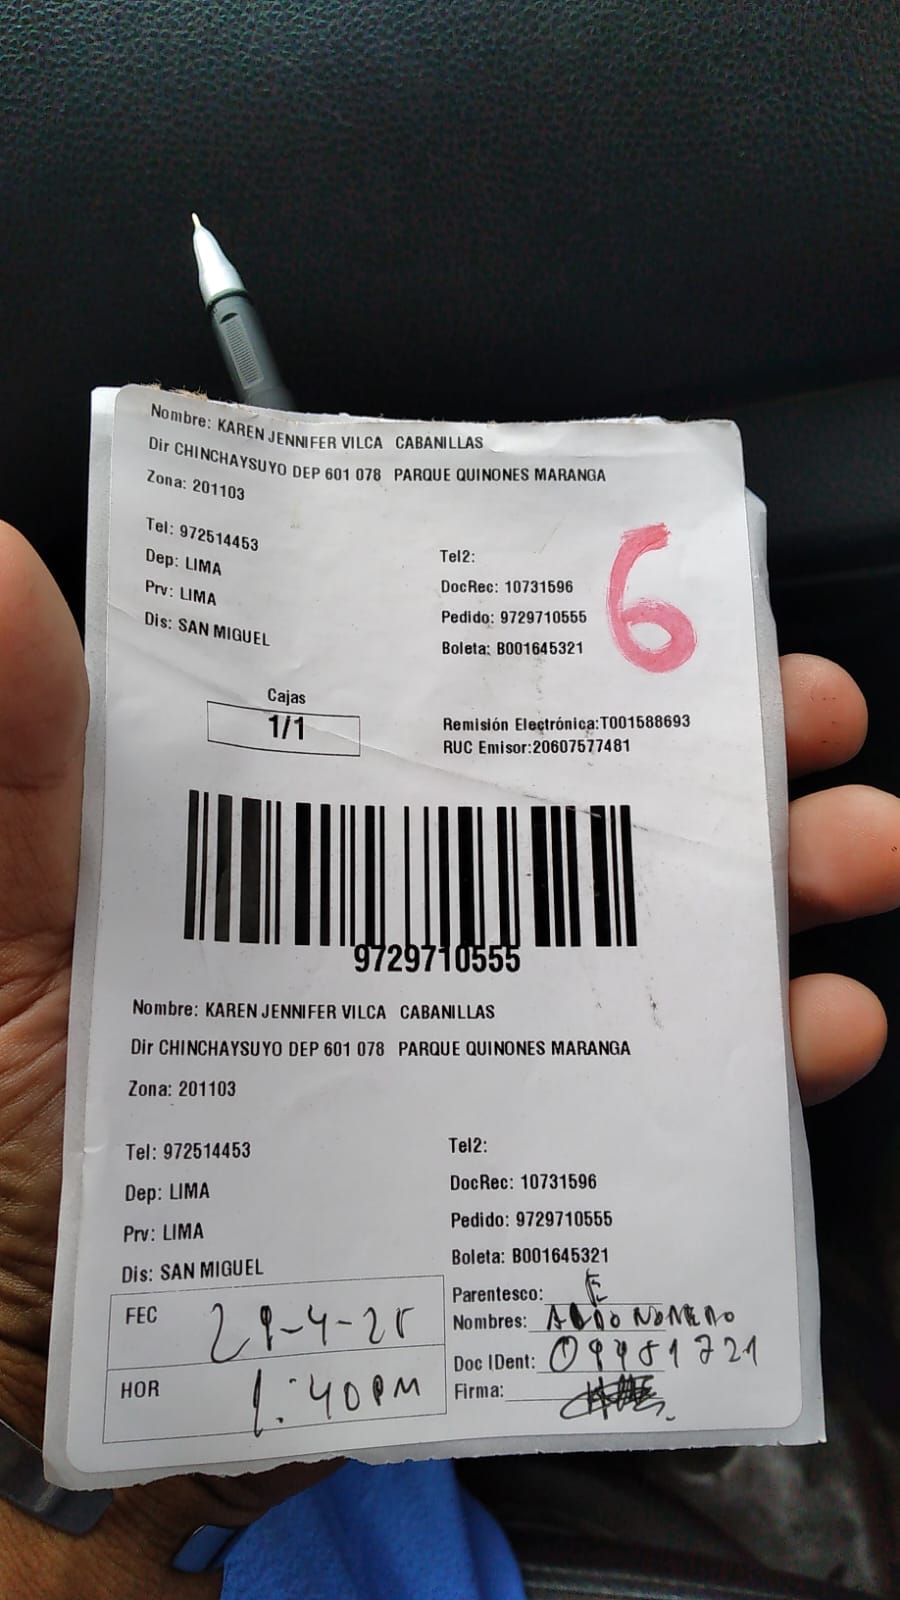 Nombre: KAREN JENNIFER VILCA CABANILLAS
Dir CHINCHAYSUYO DEP 601 078 PARQUE QUINONES MARANGA
Zona: 201103
Tel: 972514453
Dep: LIMA
Prv: LIMA
Dis: SAN MIGUEL
Tel2:
DocRec: 10731596
Pedido: 9729710555
Boleta: B001645321
6
Cajas
1/1
Remisión Electrónica:T001588693
RUC Emisor:20607577481
9729710555
Nombre: KAREN JENNIFER VILCA CABANILLAS
Dir CHINCHAYSUYO DEP 601 078 PARQUE QUINONES MARANGA
Zona: 201103
Tel: 972514453
Dep: LIMA
Prv: LIMA
Dis: SAN MIGUEL
Tel2:
DocRec: 10731596
Pedido: 9729710555
Boleta: B001645321
FEC 29-4-25
HOR 1:40PM
Parentesco:
Nombres:
Doc IDent:
Firma: